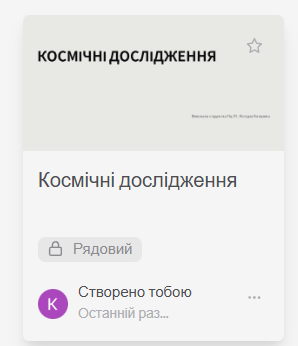 КОСМІЧНІ ДОСЛІДЖЕННЯ
Космічні дослідження
Рядовий
K
Створено тобою
Останній раз...